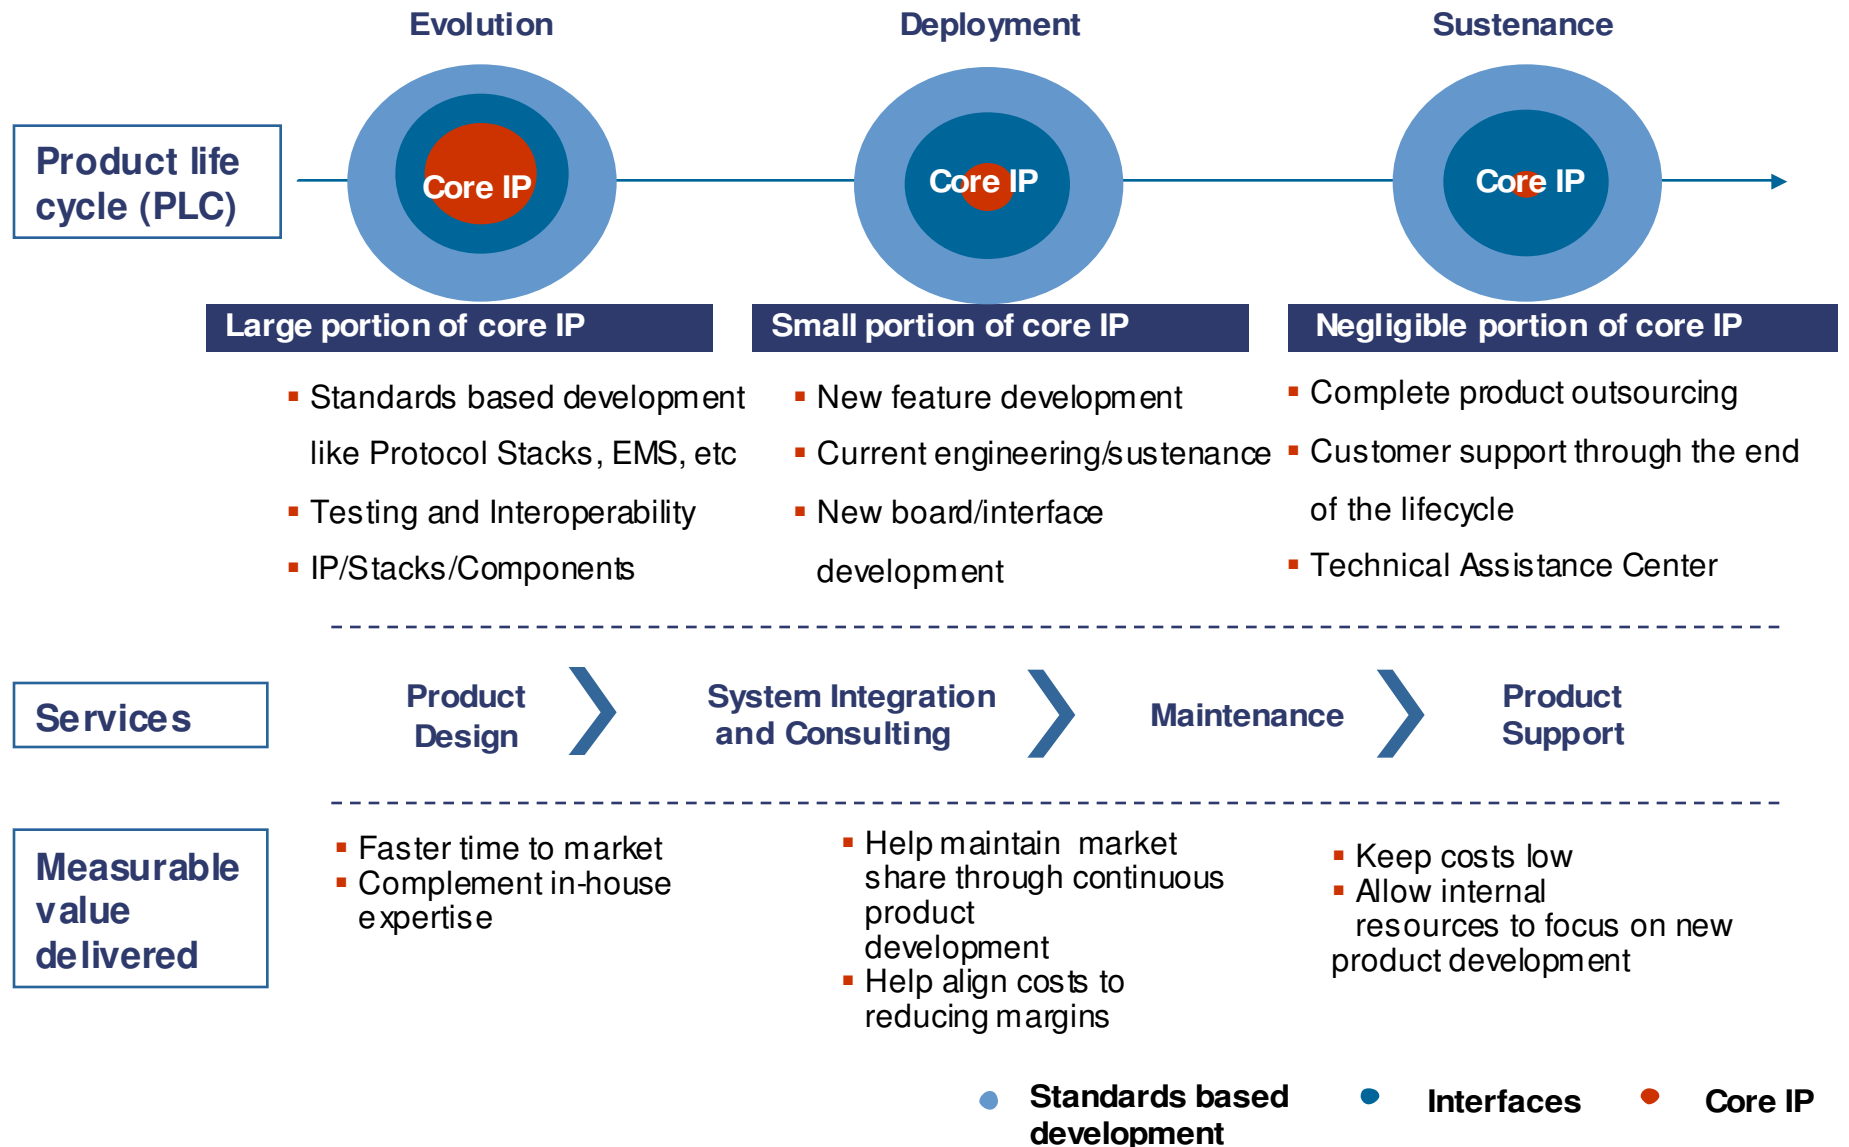 Evolution
Deployment
Sustenance
Product life
cycle (PLC)
Core IP
Core IP
Core IP
Large portion of core IP
Small portion of core IP
Negligible portion of core IP
▪ Standards based development
like Protocol Stacks, EMS, etc
▪ Testing and Interoperability
▪ IP/Stacks/Components
▪ New feature development
▪ Current engineering/sustenance
▪ New board/interface
development
▪ Complete product outsourcing
▪ Customer support through the end
of the lifecycle
▪ Technical Assistance Center
Services
Product
Design
System Integration
and Consulting
Maintenance
Product
Support
Measurable
value
delivered
▪ Faster time to market
▪ Complement in-house
expertise
▪ Help maintain market
share through continuous
product
development
▪ Help align costs to
reducing margins
▪ Keep costs low
▪ Allow internal
resources to focus on new
product development
Standards based
development
Interfaces
Core IP